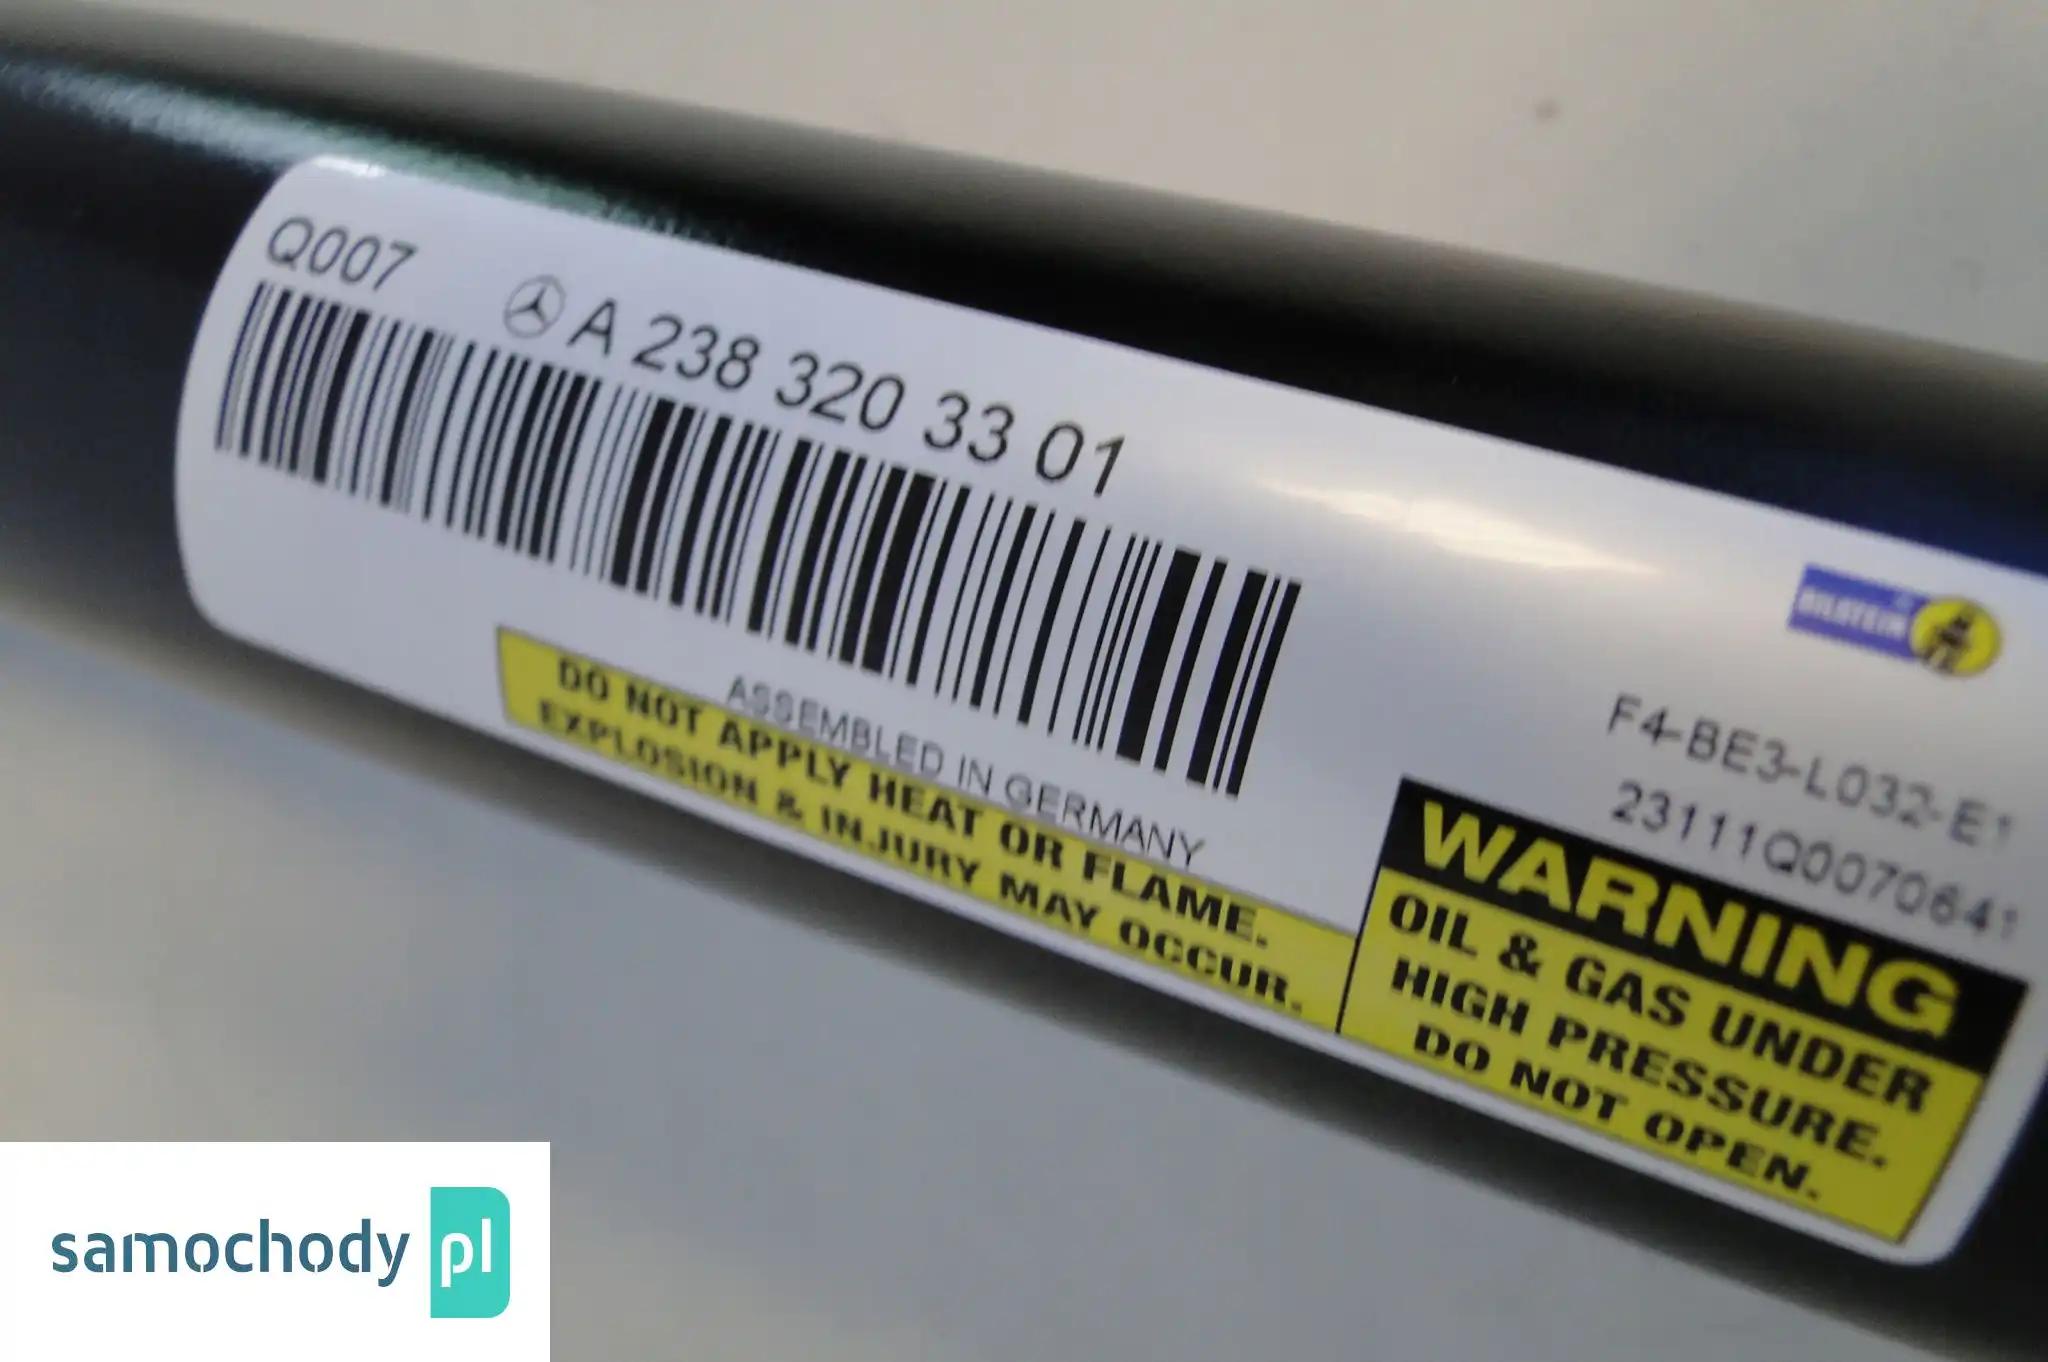 Q007
A 238 320 33 01
BILSTEIN
F4-BE3-L032-E1
23111Q0070641
ASSEMBLED IN GERMANY
DO NOT APPLY HEAT OR FLAME.
EXPLOSION & INJURY MAY OCCUR.
WARNING
OIL & GAS UNDER
HIGH PRESSURE.
DO NOT OPEN.
samochody pl